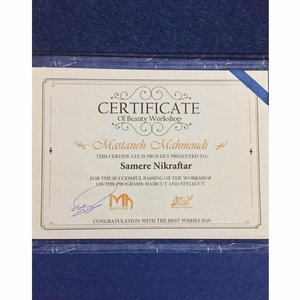 CERTIFICATE
Of Beauty Workshop
Mastaneh Mahmoudi
THIS CERTIFICATE IS PROUDLY PRESENTED TO:
Samere Nikraftar
FOR THE SUCCESSFUL PASSING OF THE WORKSHOP
ON THE PROGRAMS: HAIRCUT AND STYLECUT
CONGRATULATION WITH THE BEST WISHES 2020